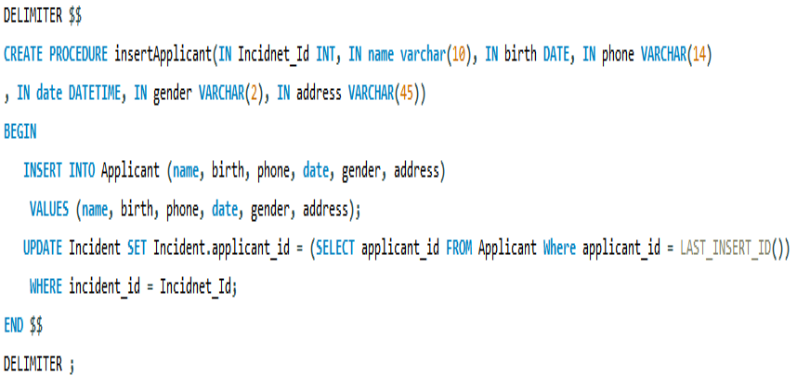 DELIMITER $$
CREATE PROCEDURE insertApplicant(IN Incidnet_Id INT, IN name varchar(10), IN birth DATE, IN phone VARCHAR(14)
, IN date DATETIME, IN gender VARCHAR(2), IN address VARCHAR(45))
BEGIN
INSERT INTO Applicant (name, birth, phone, date, gender, address)
VALUES (name, birth, phone, date, gender, address);
UPDATE Incident SET Incident.applicant_id = (SELECT applicant_id FROM Applicant Where applicant_id = LAST_INSERT_ID())
WHERE incident_id = Incidnet_Id;
END $$
DELIMITER ;